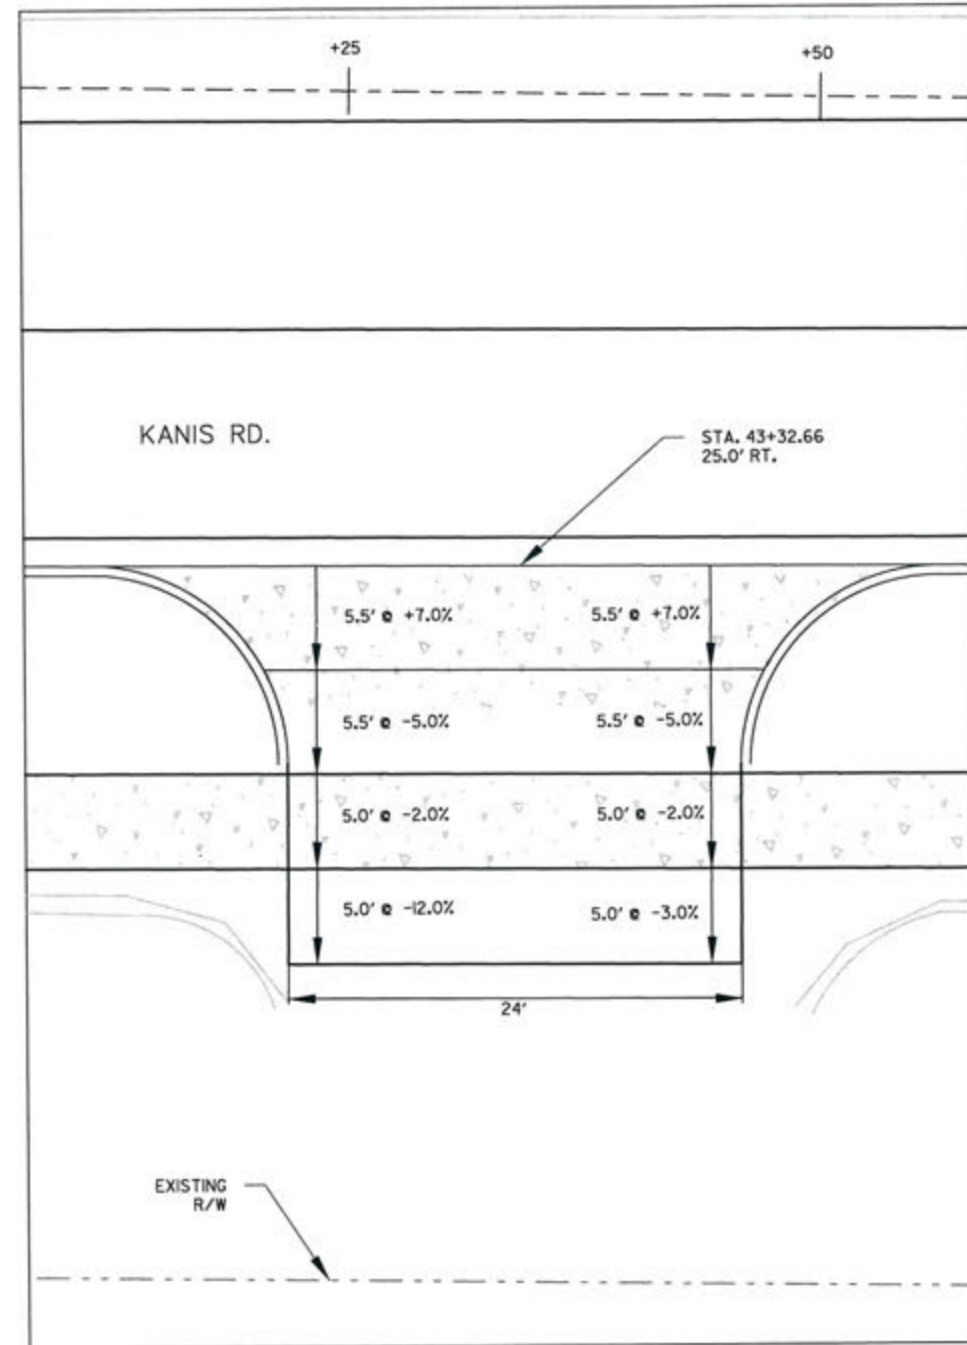 +25
+50
KANIS RD.
STA. 43+32.66
25.0' RT.
5.5' @ +7.0%
5.5' @ +7.0%
5.5' @ -5.0%
5.5' @ -5.0%
5.0' @ -2.0%
5.0' @ -2.0%
5.0' @ -12.0%
5.0' @ -3.0%
24'
EXISTING
R/W